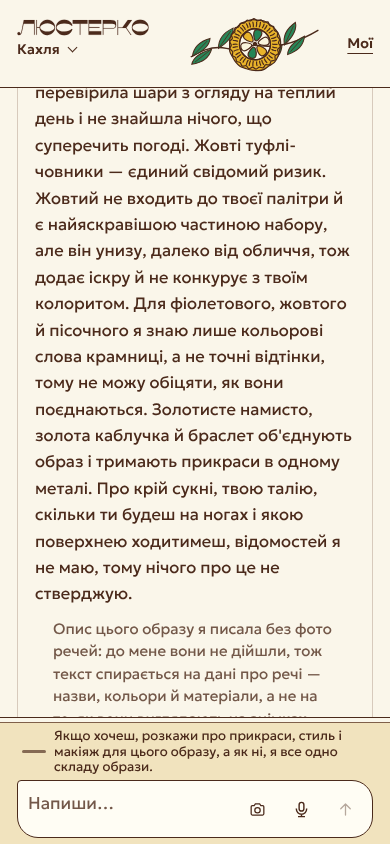 ЛЮСТЕРКО
Кахля
Мої
перевірила шари з огляду на теплий
день і не знайшла нічого, що
суперечить погоді. Жовті туфлі-
човники — єдиний свідомий ризик.
Жовтий не входить до твоєї палітри й
є найяскравішою частиною набору,
але він унизу, далеко від обличчя, тож
додає іскру й не конкурує з твоїм
колоритом. Для фіолетового, жовтого
й пісочного я знаю лише кольорові
слова крамниці, а не точні відтінки,
тому не можу обіцяти, як вони
поєднаються. Золотисте намисто,
золота каблучка й браслет об'єднують
образ і тримають прикраси в одному
металі. Про крій сукні, твою талію,
скільки ти будеш на ногах і якою
поверхнею ходитимеш, відомостей я
не маю, тому нічого про це не
стверджую.
Опис цього образу я писала без фото
речей: до мене вони не дійшли, тож
текст спирається на дані про речі —
назви, кольори й матеріали, а не на
Якщо хочеш, розкажи про прикраси, стиль і
макіяж для цього образу, а як ні, я все одно
складу образи.
Напиши...